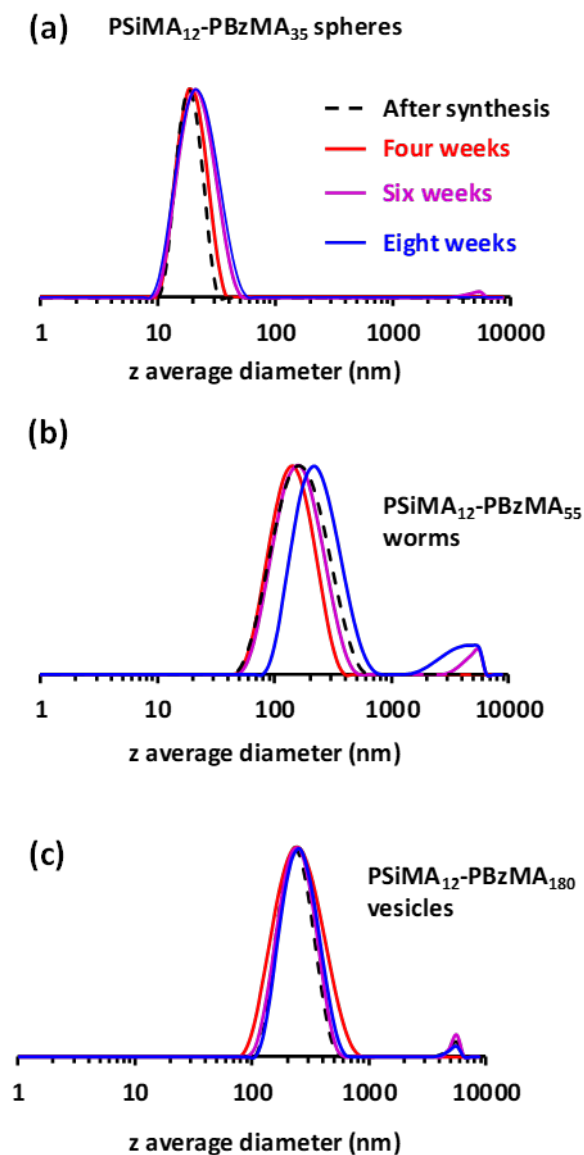 (a) PSiMA₁₂-PBzMA₃₅ spheres
After synthesis
Four weeks
Six weeks
Eight weeks
1 10 100 1000 10000
z average diameter (nm)
(b)
PSiMA₁₂-PBzMA₅₅
worms
1 10 100 1000 10000
z average diameter (nm)
(c)
PSiMA₁₂-PBzMA₁₈₀
vesicles
1 10 100 1000 10000
z average diameter (nm)